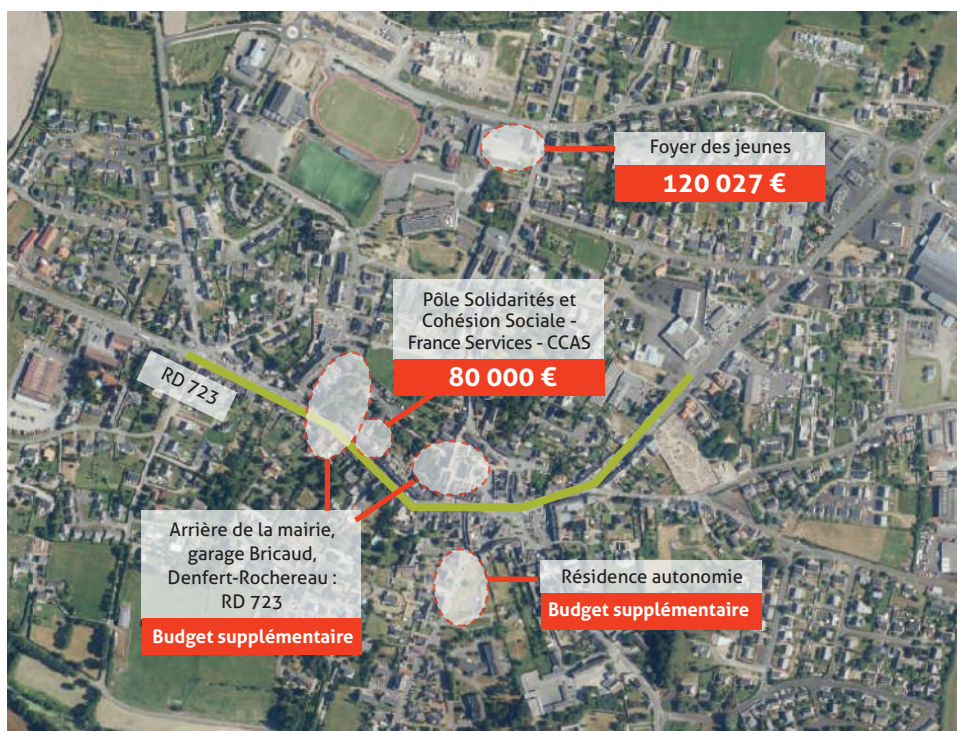 Foyer des jeunes
120 027 €
Pôle Solidarités et
Cohésion Sociale -
France Services - CCAS
80 000 €
RD 723
Arrière de la mairie,
garage Bricaud,
Denfert-Rochereau :
RD 723
Budget supplémentaire
Résidence autonomie
Budget supplémentaire